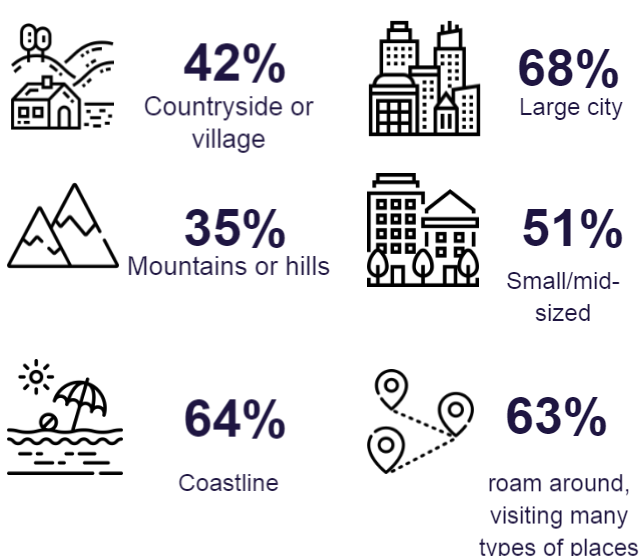 42%
Countryside or
village
68%
Large city
35%
Mountains or hills
51%
Small/mid-
sized
64%
Coastline
63%
roam around,
visiting many
types of places